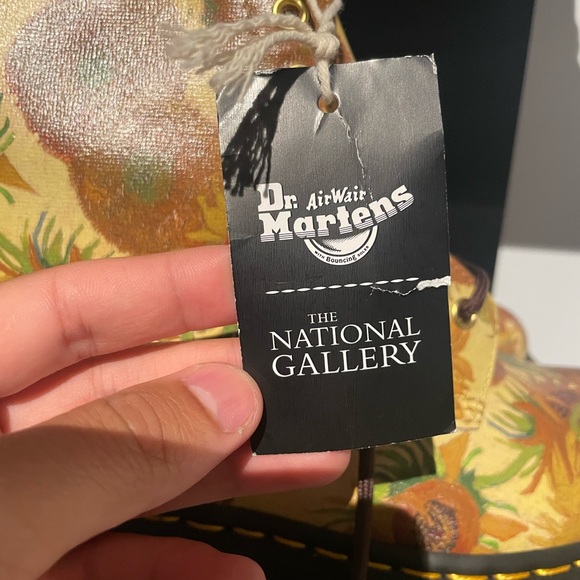 Dr. AirWair
Martens
WITH Bouncing SOLES
THE
NATIONAL
GALLERY